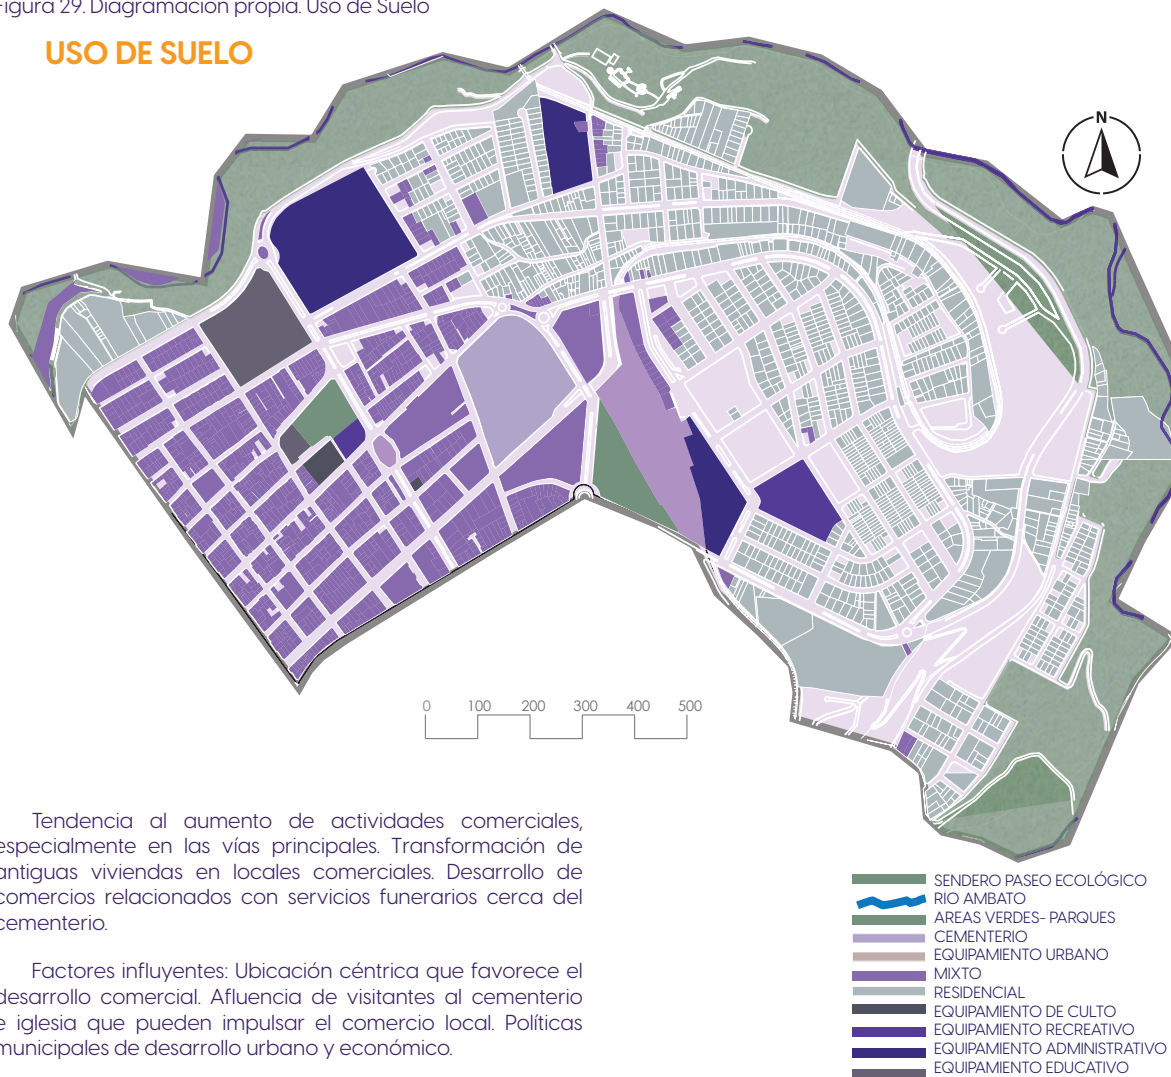 Figura 29. Diagramación propia. Uso de Suelo
USO DE SUELO
N
0 100 200 300 400 500
Tendencia al aumento de actividades comerciales,
especialmente en las vías principales. Transformación de
antiguas viviendas en locales comerciales. Desarrollo de
comercios relacionados con servicios funerarios cerca del
cementerio.
Factores influyentes: Ubicación céntrica que favorece el
desarrollo comercial. Afluencia de visitantes al cementerio
e iglesia que pueden impulsar el comercio local. Políticas
municipales de desarrollo urbano y económico.
SENDERO PASEO ECOLÓGICO
RIO AMBATO
AREAS VERDES- PARQUES
CEMENTERIO
EQUIPAMIENTO URBANO
MIXTO
RESIDENCIAL
EQUIPAMIENTO DE CULTO
EQUIPAMIENTO RECREATIVO
EQUIPAMIENTO ADMINISTRATIVO
EQUIPAMIENTO EDUCATIVO